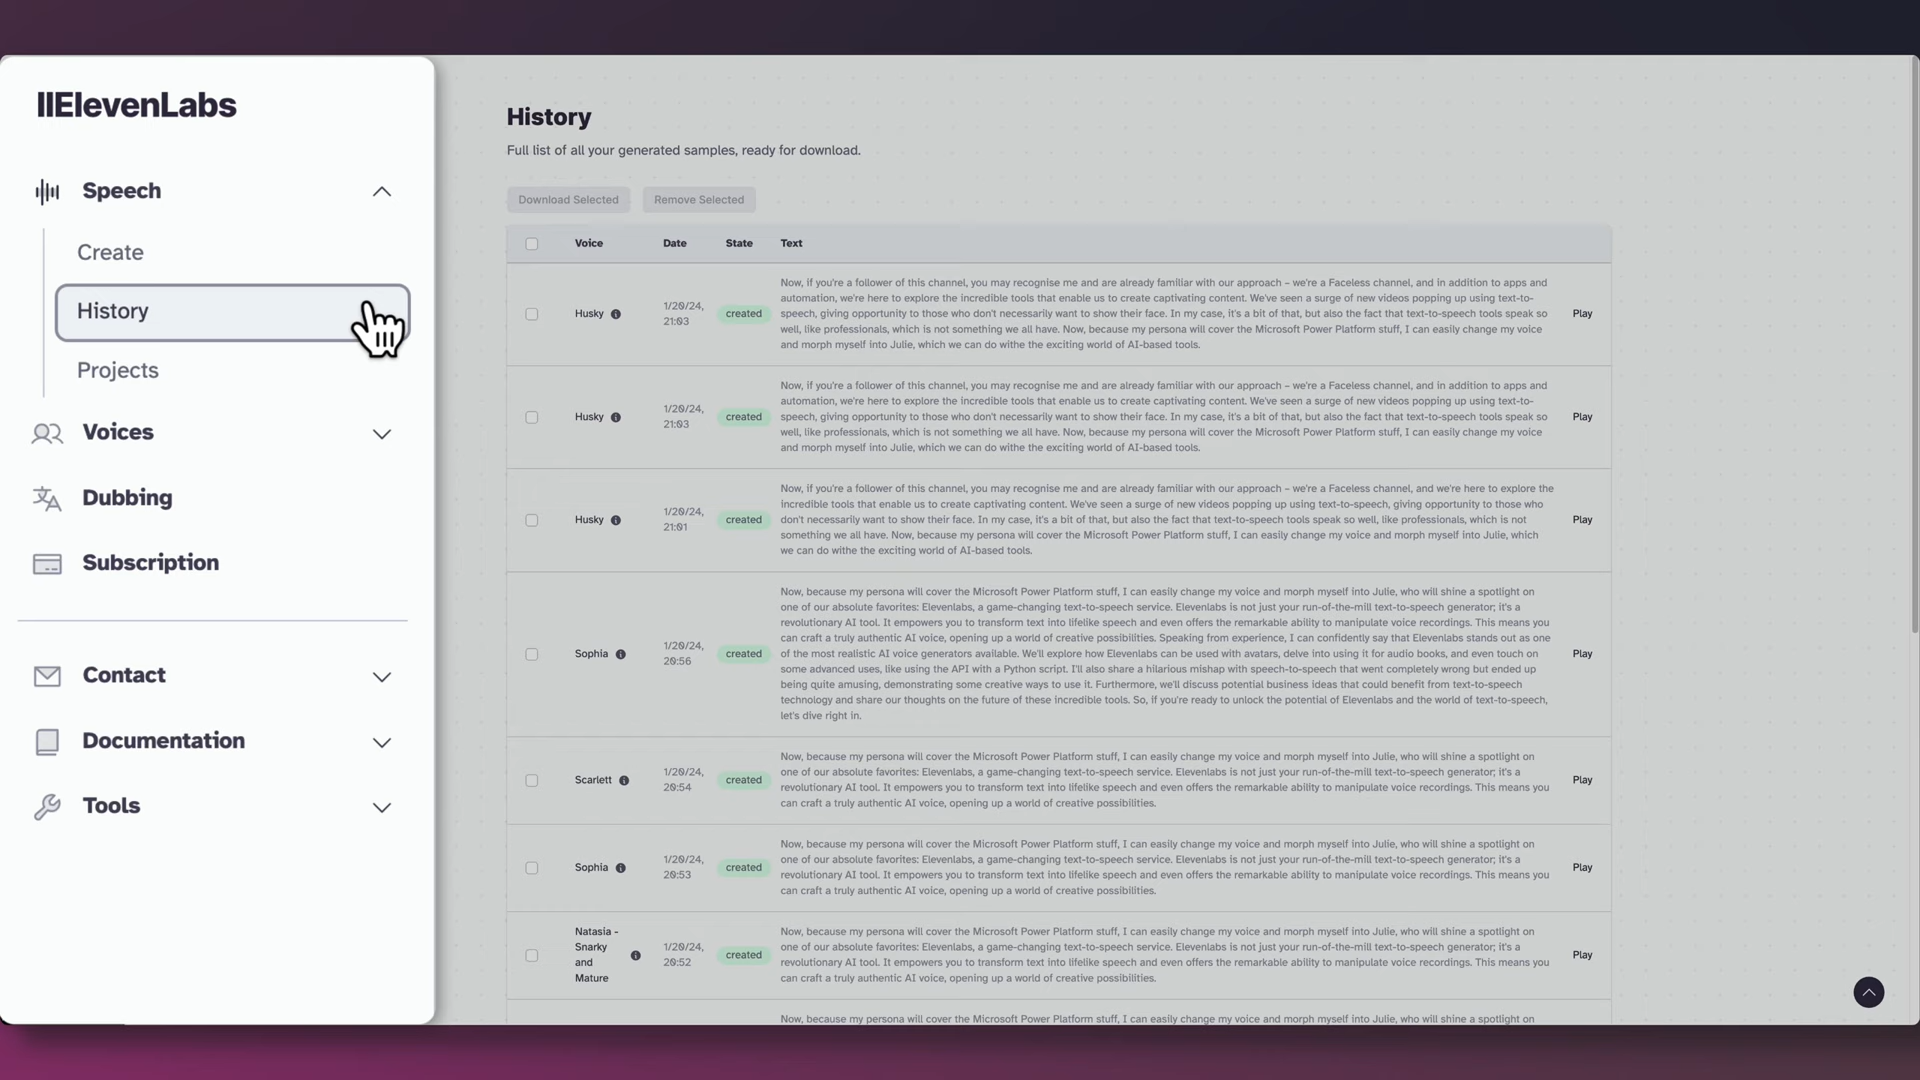 IIElevenLabs
Speech
Create
History
Projects
Voices
Dubbing
Subscription
Contact
Documentation
Tools
History
Full list of all your generated samples, ready for download.
Download Selected Remove Selected
Voice Date State Text
Husky 1/20/24, 21:03 created
Now, if you're a follower of this channel, you may recognise me and are already familiar with our approach – we're a Faceless channel, and in addition to apps and
automation, we're here to explore the incredible tools that enable us to create captivating content. We've seen a surge of new videos popping up using text-to-
speech, giving opportunity to those who don't necessarily want to show their face. In my case, it's a bit of that, but also the fact that text-to-speech tools speak so
well, like professionals, which is not something we all have. Now, because my persona will cover the Microsoft Power Platform stuff, I can easily change my voice
and morph myself into Julie, which we can do withe the exciting world of AI-based tools.
Play
Husky 1/20/24, 21:03 created
Now, if you're a follower of this channel, you may recognise me and are already familiar with our approach – we're a Faceless channel, and in addition to apps and
automation, we're here to explore the incredible tools that enable us to create captivating content. We've seen a surge of new videos popping up using text-to-
speech, giving opportunity to those who don't necessarily want to show their face. In my case, it's a bit of that, but also the fact that text-to-speech tools speak so
well, like professionals, which is not something we all have. Now, because my persona will cover the Microsoft Power Platform stuff, I can easily change my voice
and morph myself into Julie, which we can do withe the exciting world of AI-based tools.
Play
Husky 1/20/24, 21:01 created
Now, if you're a follower of this channel, you may recognise me and are already familiar with our approach – we're a Faceless channel, and we're here to explore the
incredible tools that enable us to create captivating content. We've seen a surge of new videos popping up using text-to-speech, giving opportunity to those who
don't necessarily want to show their face. In my case, it's a bit of that, but also the fact that text-to-speech tools speak so well, like professionals, which is not
something we all have. Now, because my persona will cover the Microsoft Power Platform stuff, I can easily change my voice and morph myself into Julie, which
we can do withe the exciting world of AI-based tools.
Play
Sophia 1/20/24, 20:56 created
Now, because my persona will cover the Microsoft Power Platform stuff, I can easily change my voice and morph myself into Julie, who will shine a spotlight on
one of our absolute favorites: Elevenlabs, a game-changing text-to-speech service. Elevenlabs is not just your run-of-the-mill text-to-speech generator; it's a
revolutionary AI tool. It empowers you to transform text into lifelike speech and even offers the remarkable ability to manipulate voice recordings. This means you
can craft a truly authentic AI voice, opening up a world of creative possibilities. Speaking from experience, I can confidently say that Elevenlabs stands out as one
of the most realistic AI voice generators available. We'll explore how Elevenlabs can be used with avatars, delve into using it for audio books, and even touch on
some advanced uses, like using the API with a Python script. I'll also share a hilarious mishap with speech-to-speech that went completely wrong but ended up
being quite amusing, demonstrating some creative ways to use it. Furthermore, we'll discuss potential business ideas that could benefit from text-to-speech
technology and share our thoughts on the future of these incredible tools. So, if you're ready to unlock the potential of Elevenlabs and the world of text-to-speech,
let's dive right in.
Play
Scarlett 1/20/24, 20:54 created
Now, because my persona will cover the Microsoft Power Platform stuff, I can easily change my voice and morph myself into Julie, who will shine a spotlight on
one of our absolute favorites: Elevenlabs, a game-changing text-to-speech service. Elevenlabs is not just your run-of-the-mill text-to-speech generator; it's a
revolutionary AI tool. It empowers you to transform text into lifelike speech and even offers the remarkable ability to manipulate voice recordings. This means you
can craft a truly authentic AI voice, opening up a world of creative possibilities.
Play
Sophia 1/20/24, 20:53 created
Now, because my persona will cover the Microsoft Power Platform stuff, I can easily change my voice and morph myself into Julie, who will shine a spotlight on
one of our absolute favorites: Elevenlabs, a game-changing text-to-speech service. Elevenlabs is not just your run-of-the-mill text-to-speech generator; it's a
revolutionary AI tool. It empowers you to transform text into lifelike speech and even offers the remarkable ability to manipulate voice recordings. This means you
can craft a truly authentic AI voice, opening up a world of creative possibilities.
Play
Natasia - Snarky and Mature 1/20/24, 20:52 created
Now, because my persona will cover the Microsoft Power Platform stuff, I can easily change my voice and morph myself into Julie, who will shine a spotlight on
one of our absolute favorites: Elevenlabs, a game-changing text-to-speech service. Elevenlabs is not just your run-of-the-mill text-to-speech generator; it's a
revolutionary AI tool. It empowers you to transform text into lifelike speech and even offers the remarkable ability to manipulate voice recordings. This means you
can craft a truly authentic AI voice, opening up a world of creative possibilities.
Play
Now, because my persona will cover the Microsoft Power Platform stuff, I can easily change my voice and morph myself into Julie, who will shine a spotlight on